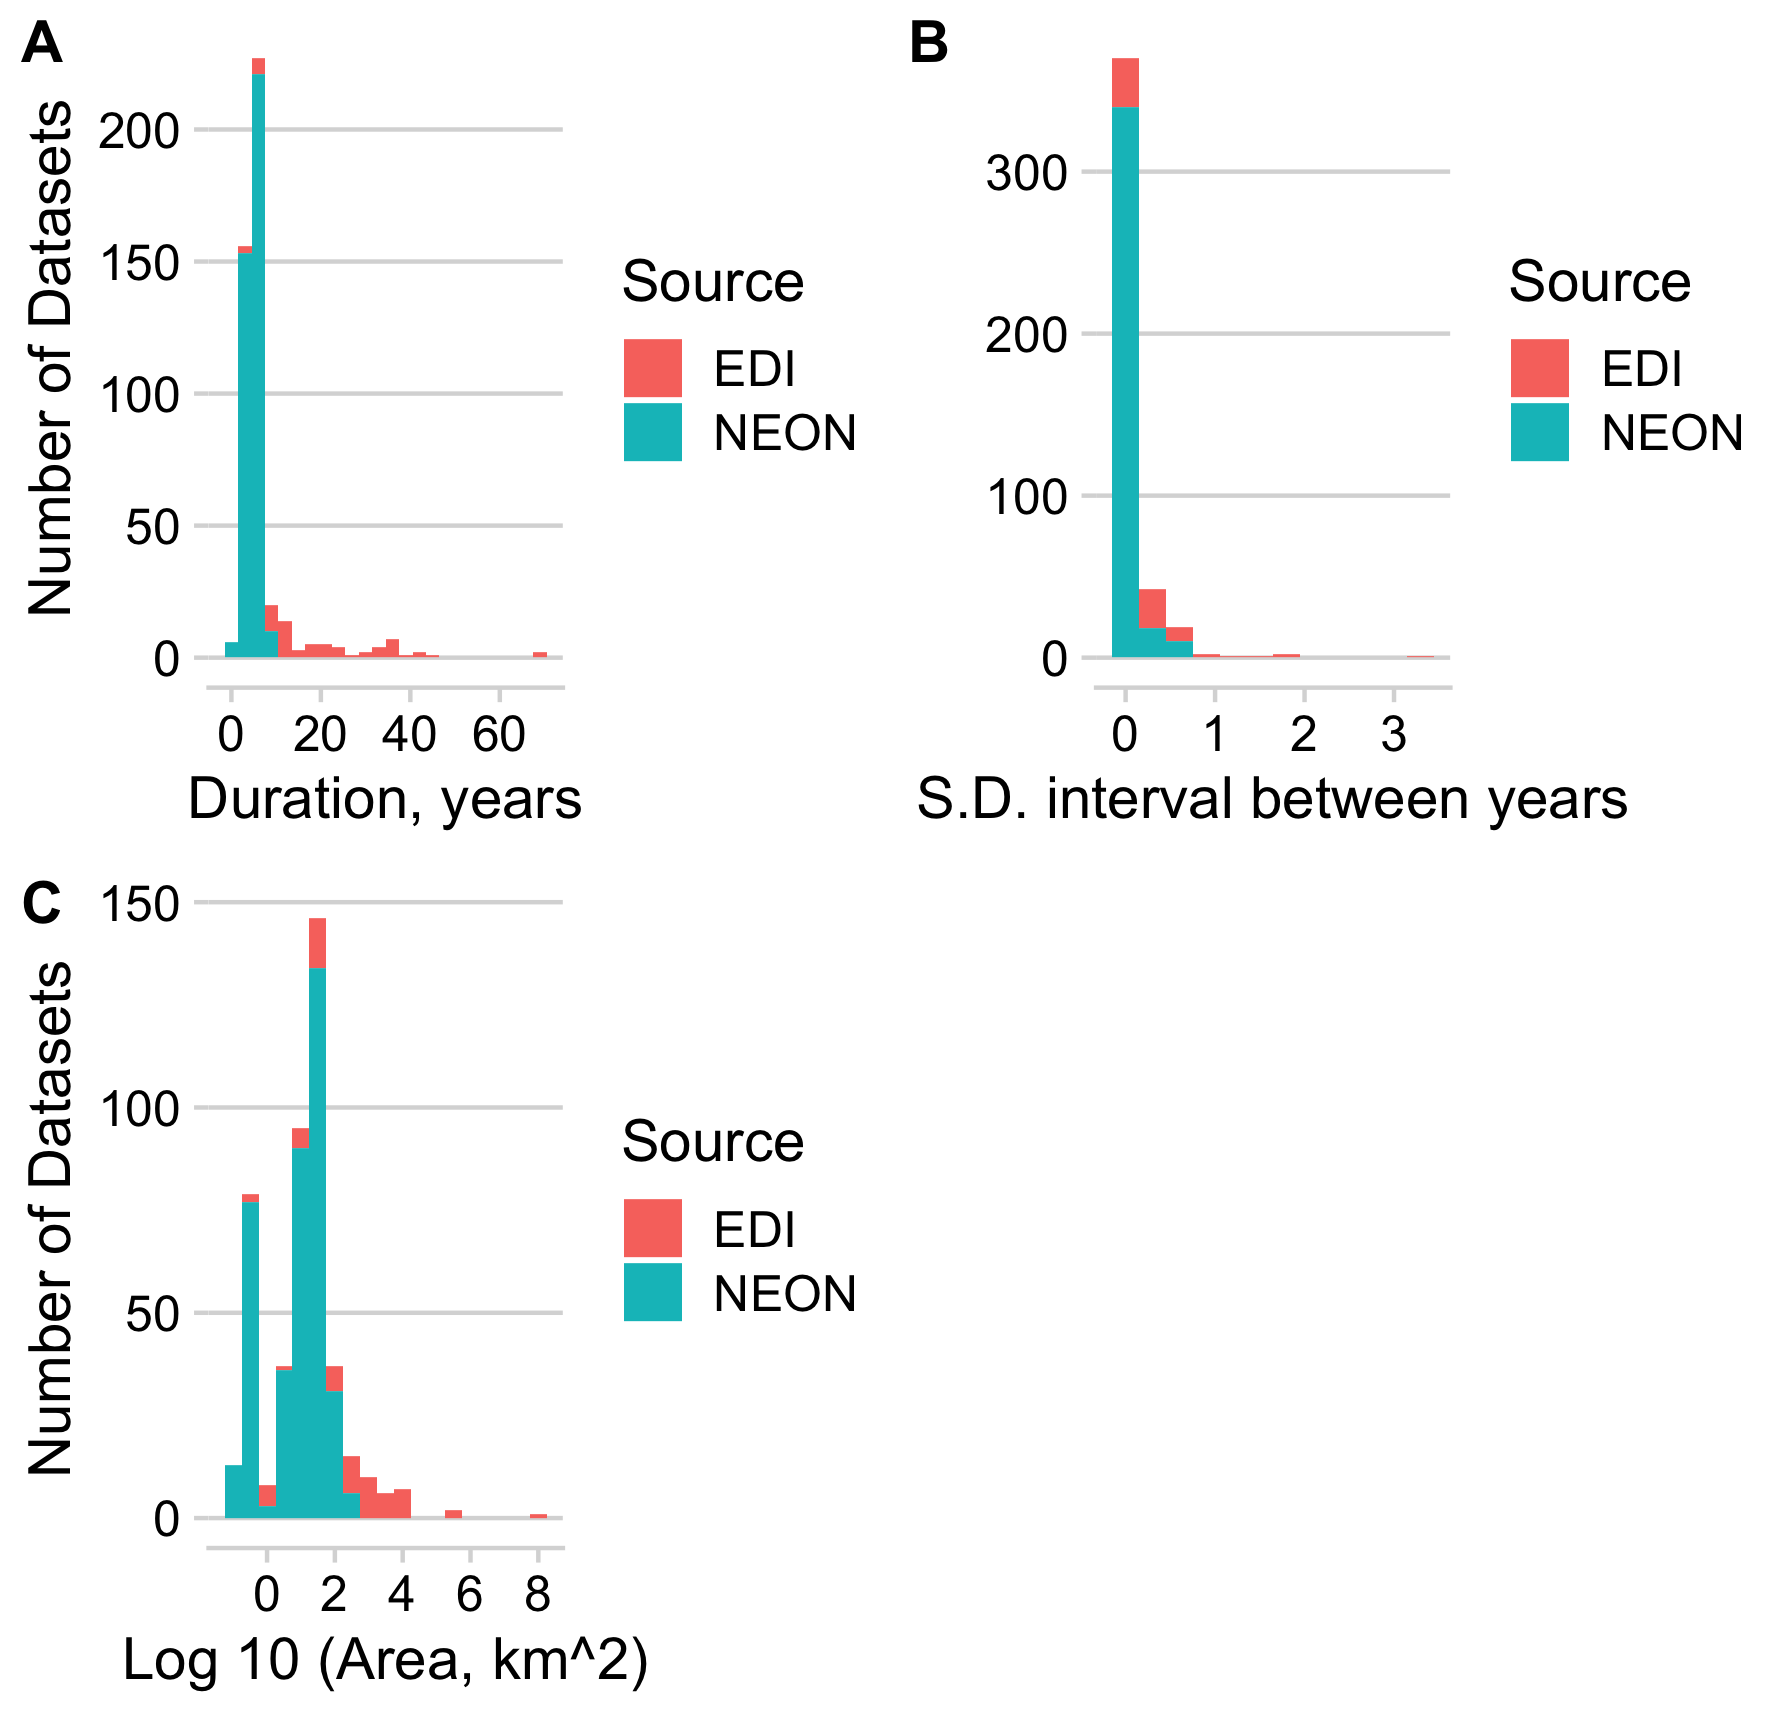 A
Number of Datasets
200
150
100
50
0
0 20 40 60
Duration, years
Source
EDI
NEON
B
300
200
100
0
0 1 2 3
S.D. interval between years
Source
EDI
NEON
C
Number of Datasets
150
100
50
0
0 2 4 6 8
Log 10 (Area, km^2)
Source
EDI
NEON